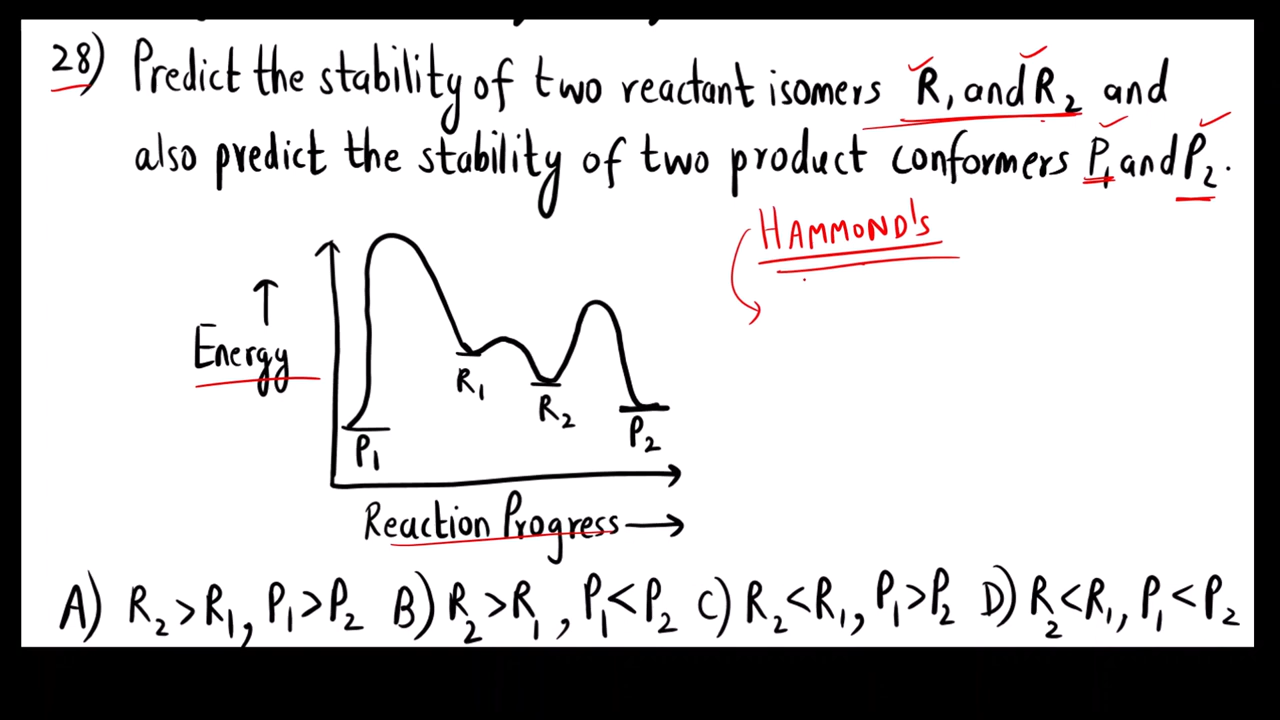 28) Predict the stability of two reactant isomers R₁ and R₂ and
also predict the stability of two product conformers P₁ and P₂.
HAMMOND's
↑
Energy
R₁
R₂
P₁
P₂
Reaction Progress →
A) R₂ > R₁, P₁ > P₂ B) R₂ > R₁, P₁ < P₂ C) R₂ < R₁, P₁ > P₂ D) R₂ < R₁, P₁ < P₂